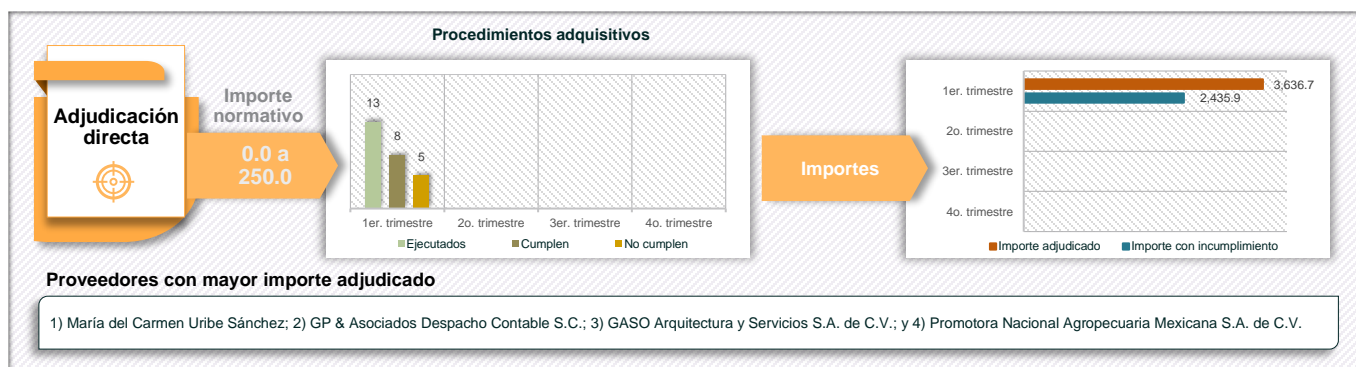 Procedimientos adquisitivos
Adjudicación
directa
Importe
normativo
0.0 a
250.0
13
8
5
1er. trimestre
2o. trimestre
3er. trimestre
4o. trimestre
Ejecutados
Cumplen
No cumplen
Importes
1er. trimestre
2o. trimestre
3er. trimestre
4o. trimestre
3,636.7
2,435.9
Importe adjudicado
Importe con incumplimiento
Proveedores con mayor importe adjudicado
1) María del Carmen Uribe Sánchez; 2) GP & Asociados Despacho Contable S.C.; 3) GASO Arquitectura y Servicios S.A. de C.V.; y 4) Promotora Nacional Agropecuaria Mexicana S.A. de C.V.